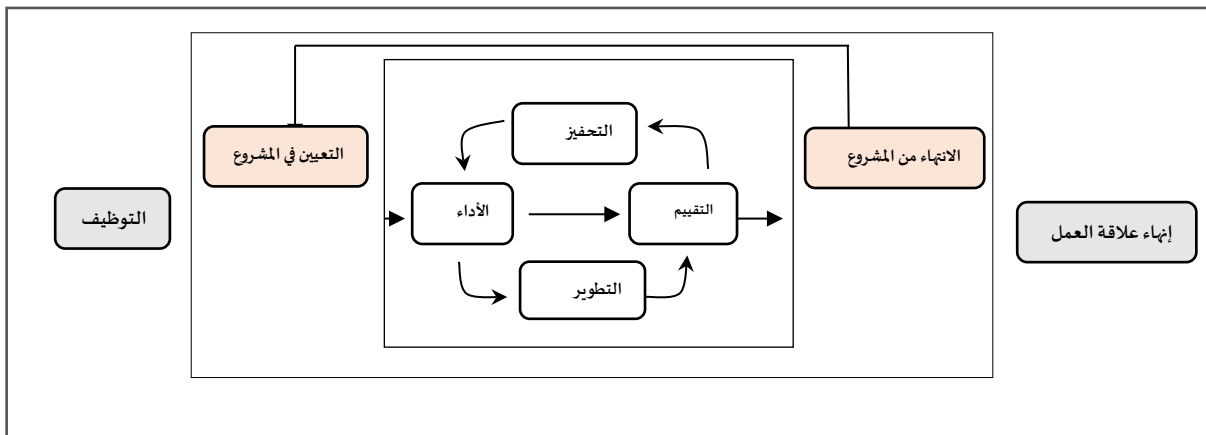 التحفيز
التعيين في المشروع
الانتهاء من المشروع
التوظيف
الأداء
التقييم
إنهاء علاقة العمل
التطوير